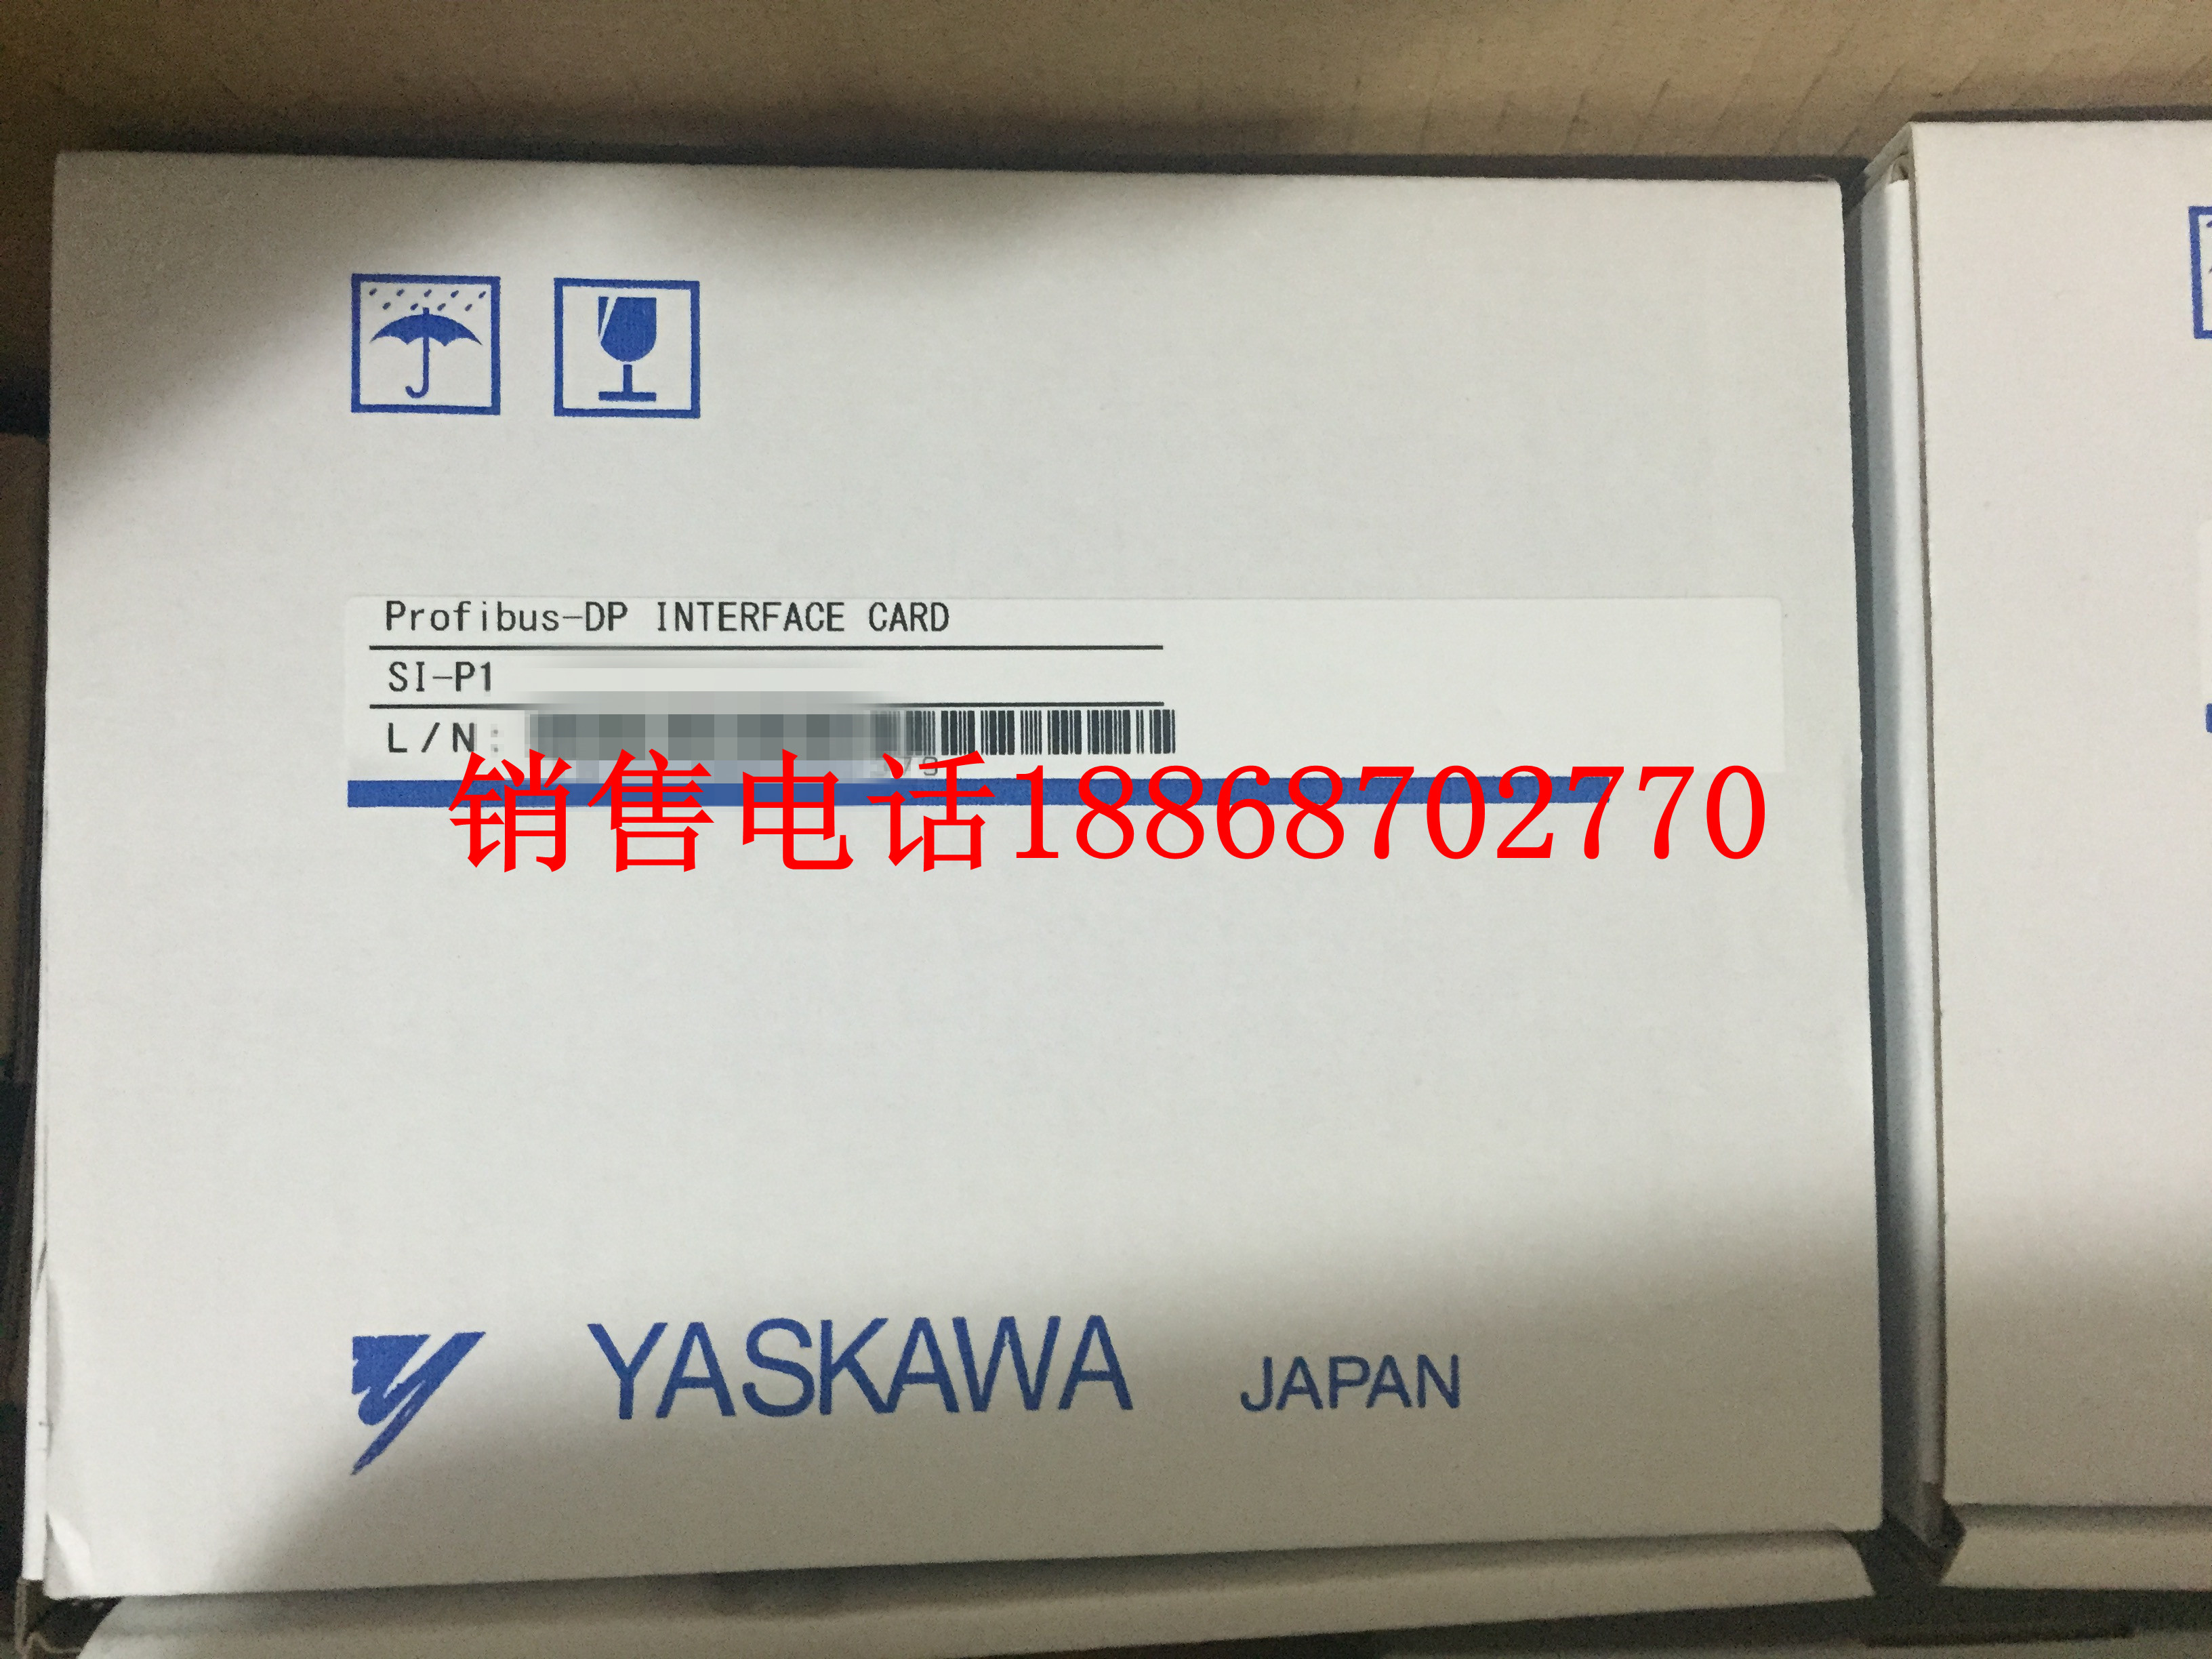 Profibus-DP INTERFACE CARD
SI-P1
L/N:
销售电话18868702770
YASKAWA JAPAN